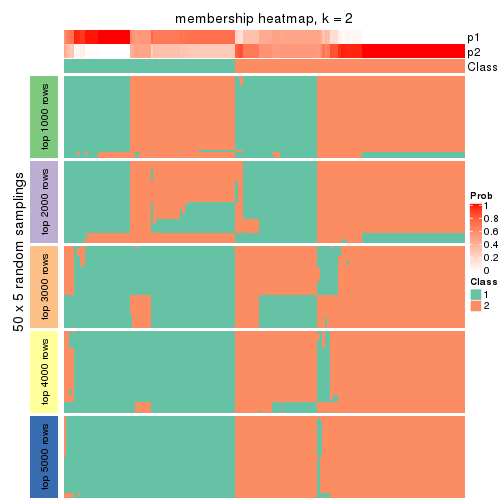 membership heatmap, k = 2
p1
p2
Class
50 x 5 random samplings
top 1000 rows
top 2000 rows
top 3000 rows
top 4000 rows
top 5000 rows
Prob
1
0.8
0.6
0.4
0.2
0
Class
1
2